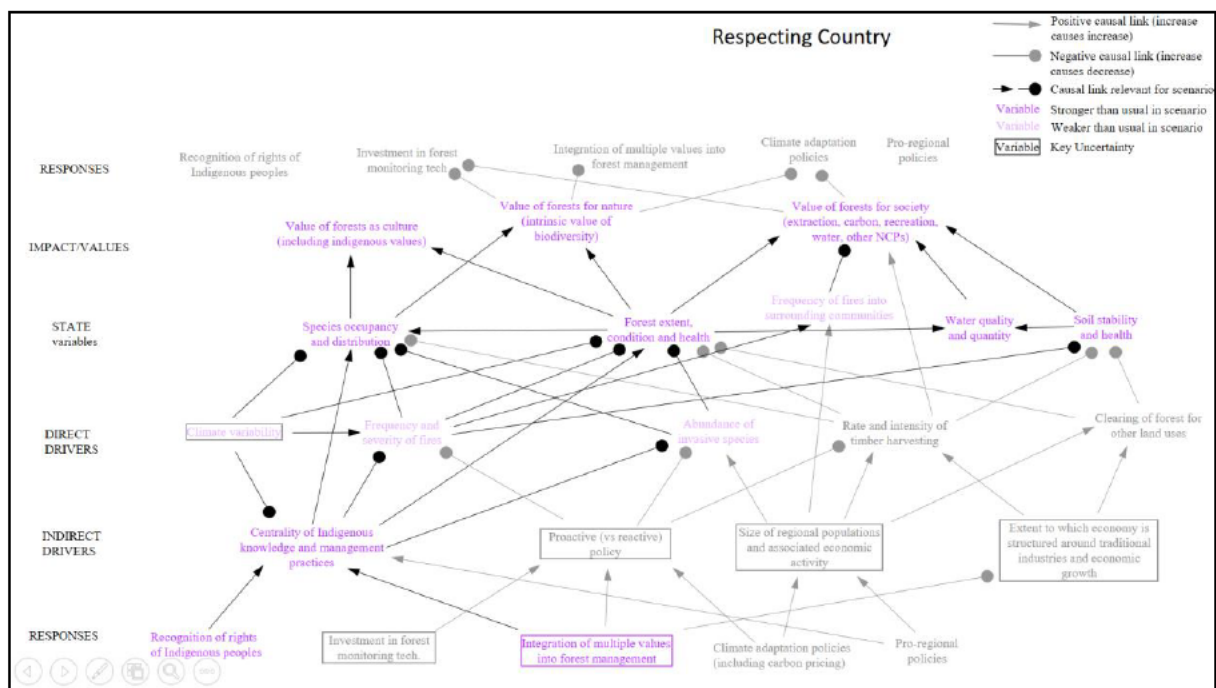 Respecting Country
Positive causal link (increase
causes increase)
Negative causal link (increase
causes decrease)
Causal link relevant for scenario
Variable Stronger than usual in scenario
Variable Weaker than usual in scenario
Variable Key Uncertainty
RESPONSES
Recognition of rights of
Indigenous peoples
Investment in forest
monitoring tech.
Integration of multiple values into
forest management
Climate adaptation
policies
Pro-regional
policies
IMPACT/VALUES
Value of forests as culture
(including indigenous values)
Value of forests for nature
(intrinsic value of
biodiversity)
Value of forests for society
(extraction, carbon, recreation,
water, other NCPs)
STATE
variables
Species occupancy
and distribution
Forest extent,
condition and health
Frequency of fires into
surrounding communities
Water quality
and quantity
Soil stability
and health
DIRECT
DRIVERS
Climate variability
Frequency and
severity of fires
Abundance of
invasive species
Rate and intensity of
timber harvesting
Clearing of forest for
other land uses
INDIRECT
DRIVERS
Centrality of Indigenous
knowledge and management
practices
Proactive (vs reactive)
policy
Size of regional populations
and associated economic
activity
Extent to which economy is
structured around traditional
industries and economic
growth
RESPONSES
Recognition of rights
of Indigenous peoples
Investment in forest
monitoring tech.
Integration of multiple values
into forest management
Climate adaptation policies
(including carbon pricing)
Pro-regional
policies